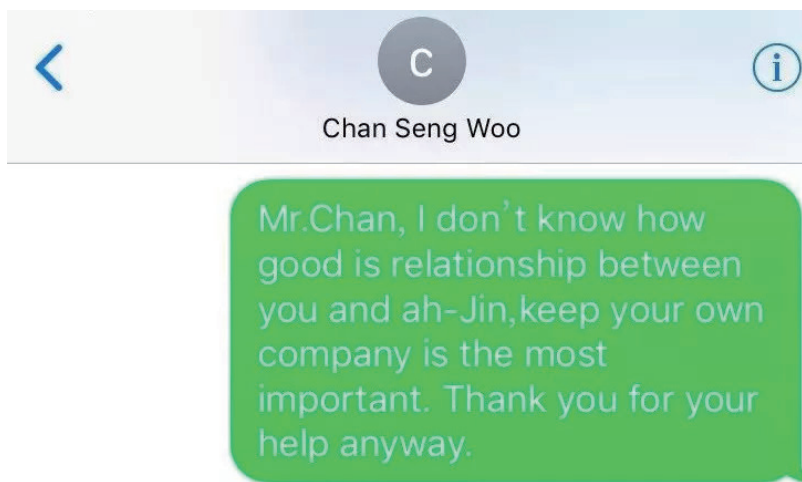 C
Chan Seng Woo
Mr.Chan, I don't know how
good is relationship between
you and ah-Jin,keep your own
company is the most
important. Thank you for your
help anyway.